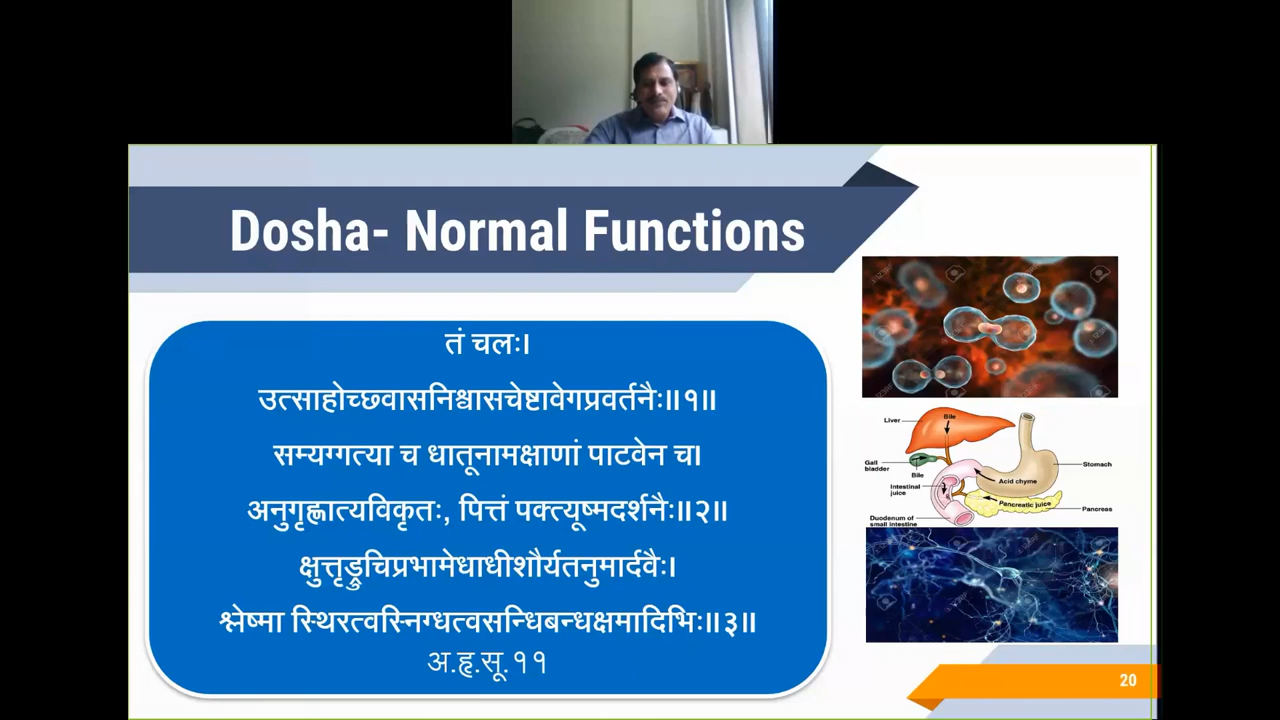 Dosha- Normal Functions
तं चलः।
उत्साहोच्छवासनिश्वासचेष्टावेगप्रवर्तनैः॥१॥
सम्यग्गत्या च धातूनामक्षाणां पाटवेन च।
अनुगृह्णात्यविकृतः, पित्तं पक्त्यूष्मदर्शनैः॥२॥
क्षुत्तृड्रुचिप्रभामेधाधीशौर्यतनुमार्दवैः।
श्लेष्मा स्थिरत्वस्निग्धत्वसन्धिबन्धक्षमादिभिः॥३॥
अ.हृ.सू.११
Liver
Bile
Gall
bladder
Bile
Stomach
Acid chyme
Intestinal
juice
Pancreatic juice
Pancreas
Duodenum of
small intestine
20